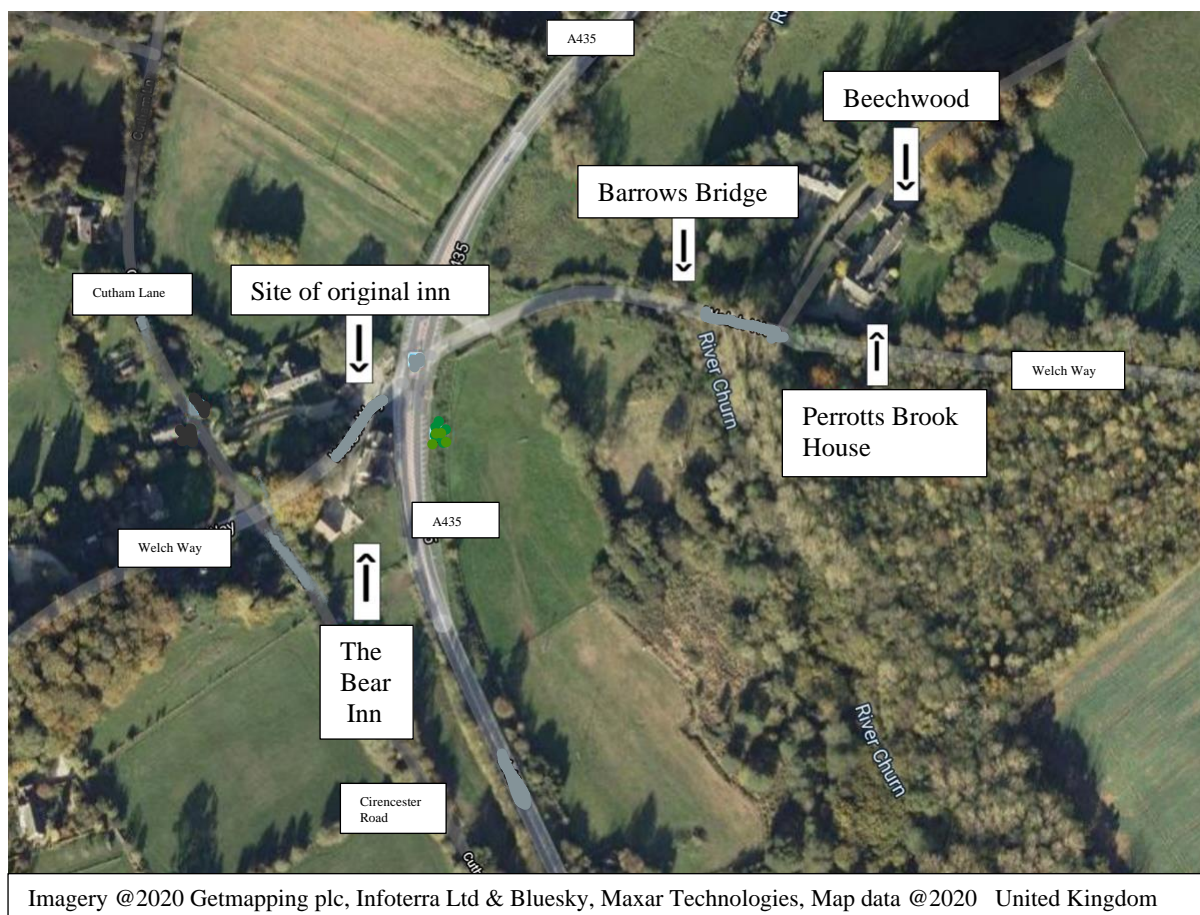 A435
Beechwood
Barrows Bridge
Cutham Lane
Site of original inn
435
River Churn
Welch Way
Perrotts Brook
House
A435
Welch Way
The
Bear
Inn
River Churn
Cirencester
Road
Imagery @2020 Getmapping plc, Infoterra Ltd & Bluesky, Maxar Technologies, Map data @2020 United Kingdom